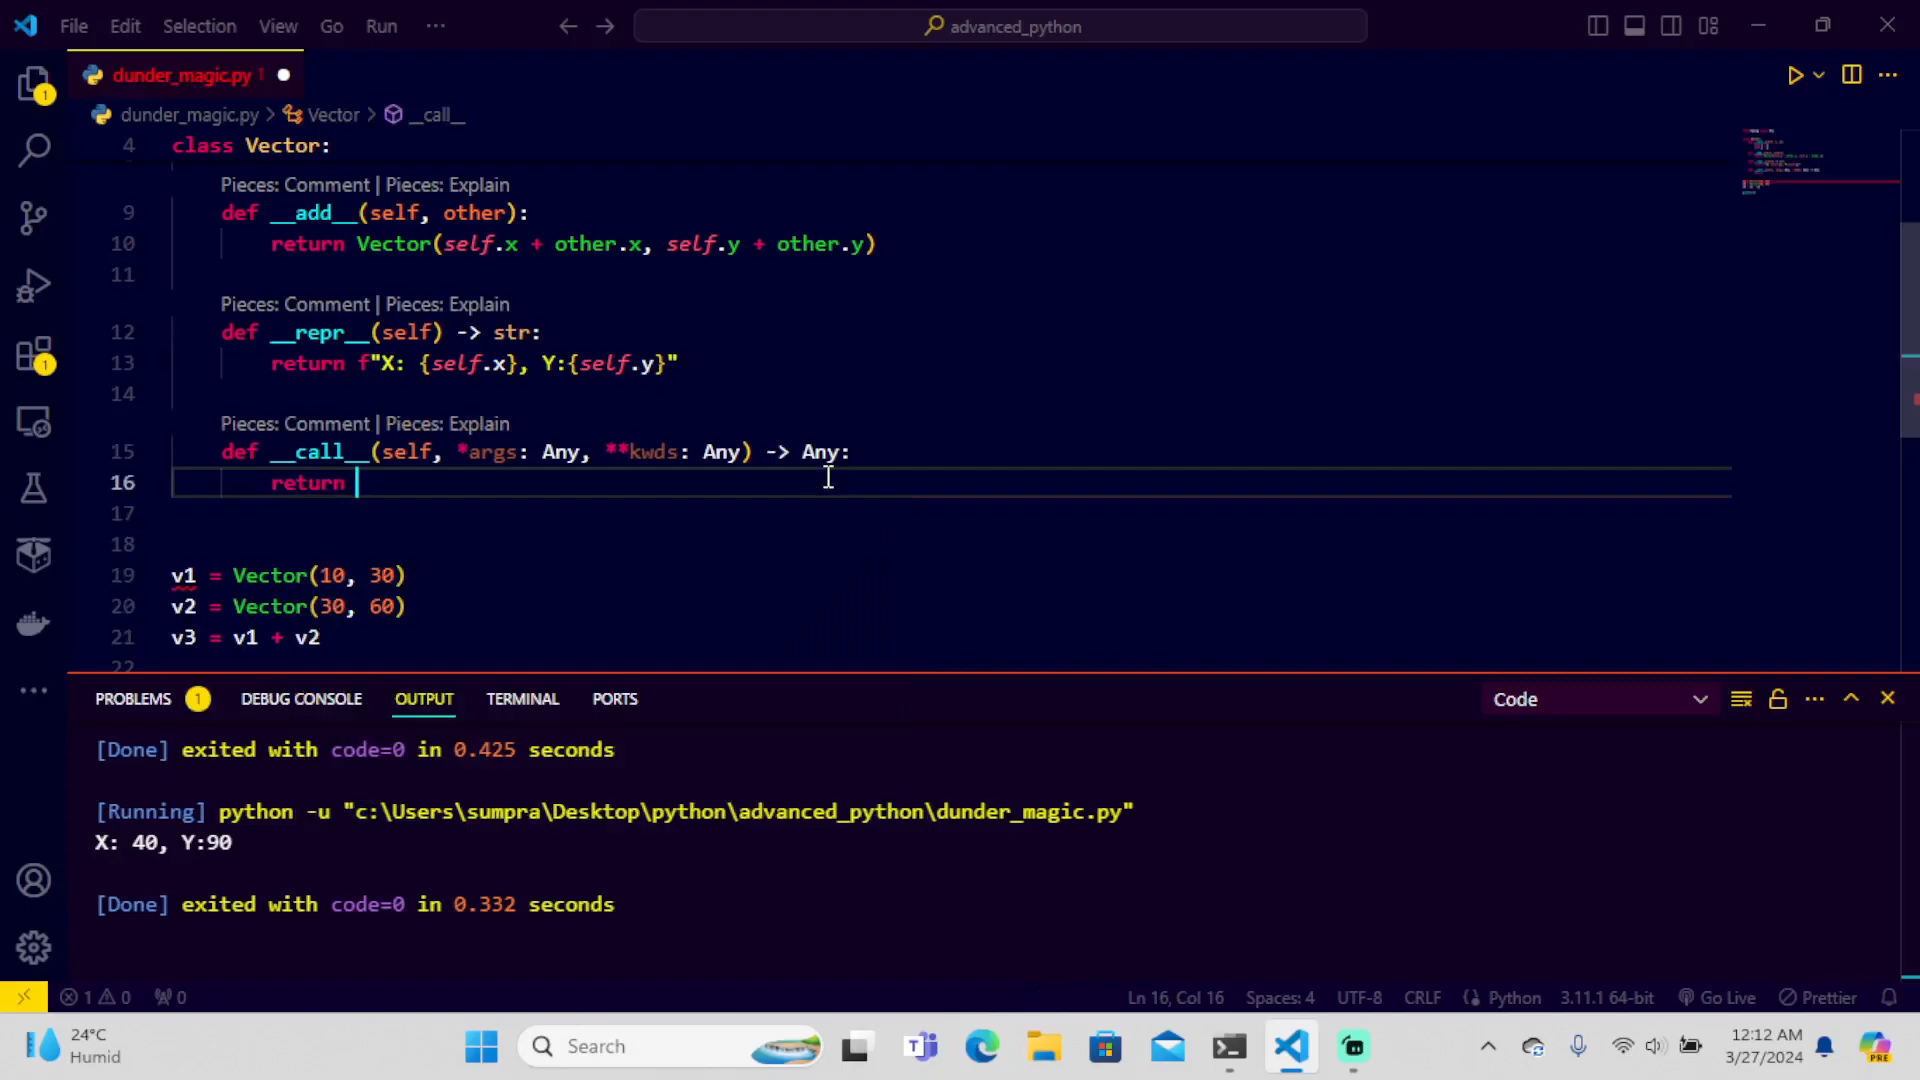 File Edit Selection View Go Run ···
advanced_python
dunder_magic.py 1
1
dunder_magic.py > Vector > __call__
4 class Vector:
Pieces: Comment | Pieces: Explain
9 def __add__(self, other):
10 return Vector(self.x + other.x, self.y + other.y)
11
Pieces: Comment | Pieces: Explain
12 def __repr__(self) -> str:
13 return f"X: {self.x}, Y:{self.y}"
14
1
Pieces: Comment | Pieces: Explain
15 def __call__(self, *args: Any, **kwds: Any) -> Any:
16 return
17
18
19 v1 = Vector(10, 30)
20 v2 = Vector(30, 60)
21 v3 = v1 + v2
22
PROBLEMS 1 DEBUG CONSOLE OUTPUT TERMINAL PORTS Code
[Done] exited with code=0 in 0.425 seconds
[Running] python -u "c:\Users\sumpra\Desktop\python\advanced_python\dunder_magic.py"
X: 40, Y:90
[Done] exited with code=0 in 0.332 seconds
1 0 0 Ln 16, Col 16 Spaces: 4 UTF-8 CRLF Python 3.11.1 64-bit Go Live Prettier
24°C
Humid
Search
12:12 AM
3/27/2024
PRE